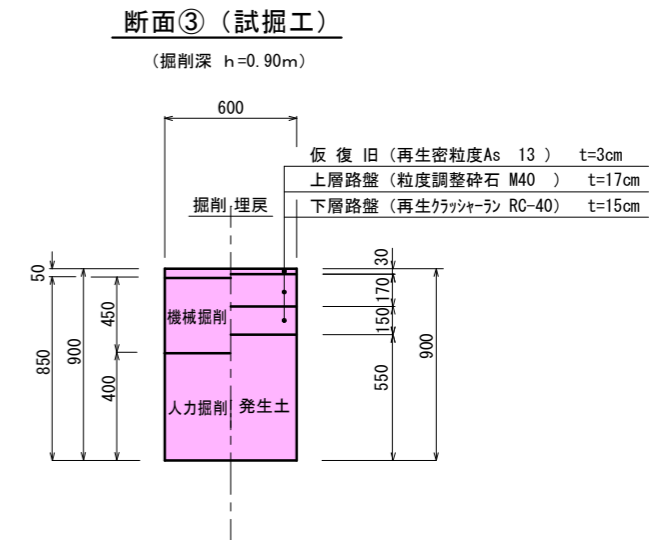 断面③（試掘工）
（掘削深 h=0.90m）
600
仮 復 旧（再生密粒度As 13 ） t=3cm
上層路盤（粒度調整砕石 M40 ） t=17cm
下層路盤（再生ｸﾗｯｼｬｰﾗﾝ RC-40） t=15cm
掘削 埋戻
50
850
900
450
400
機械掘削
人力掘削
発生土
30
170
150
550
900